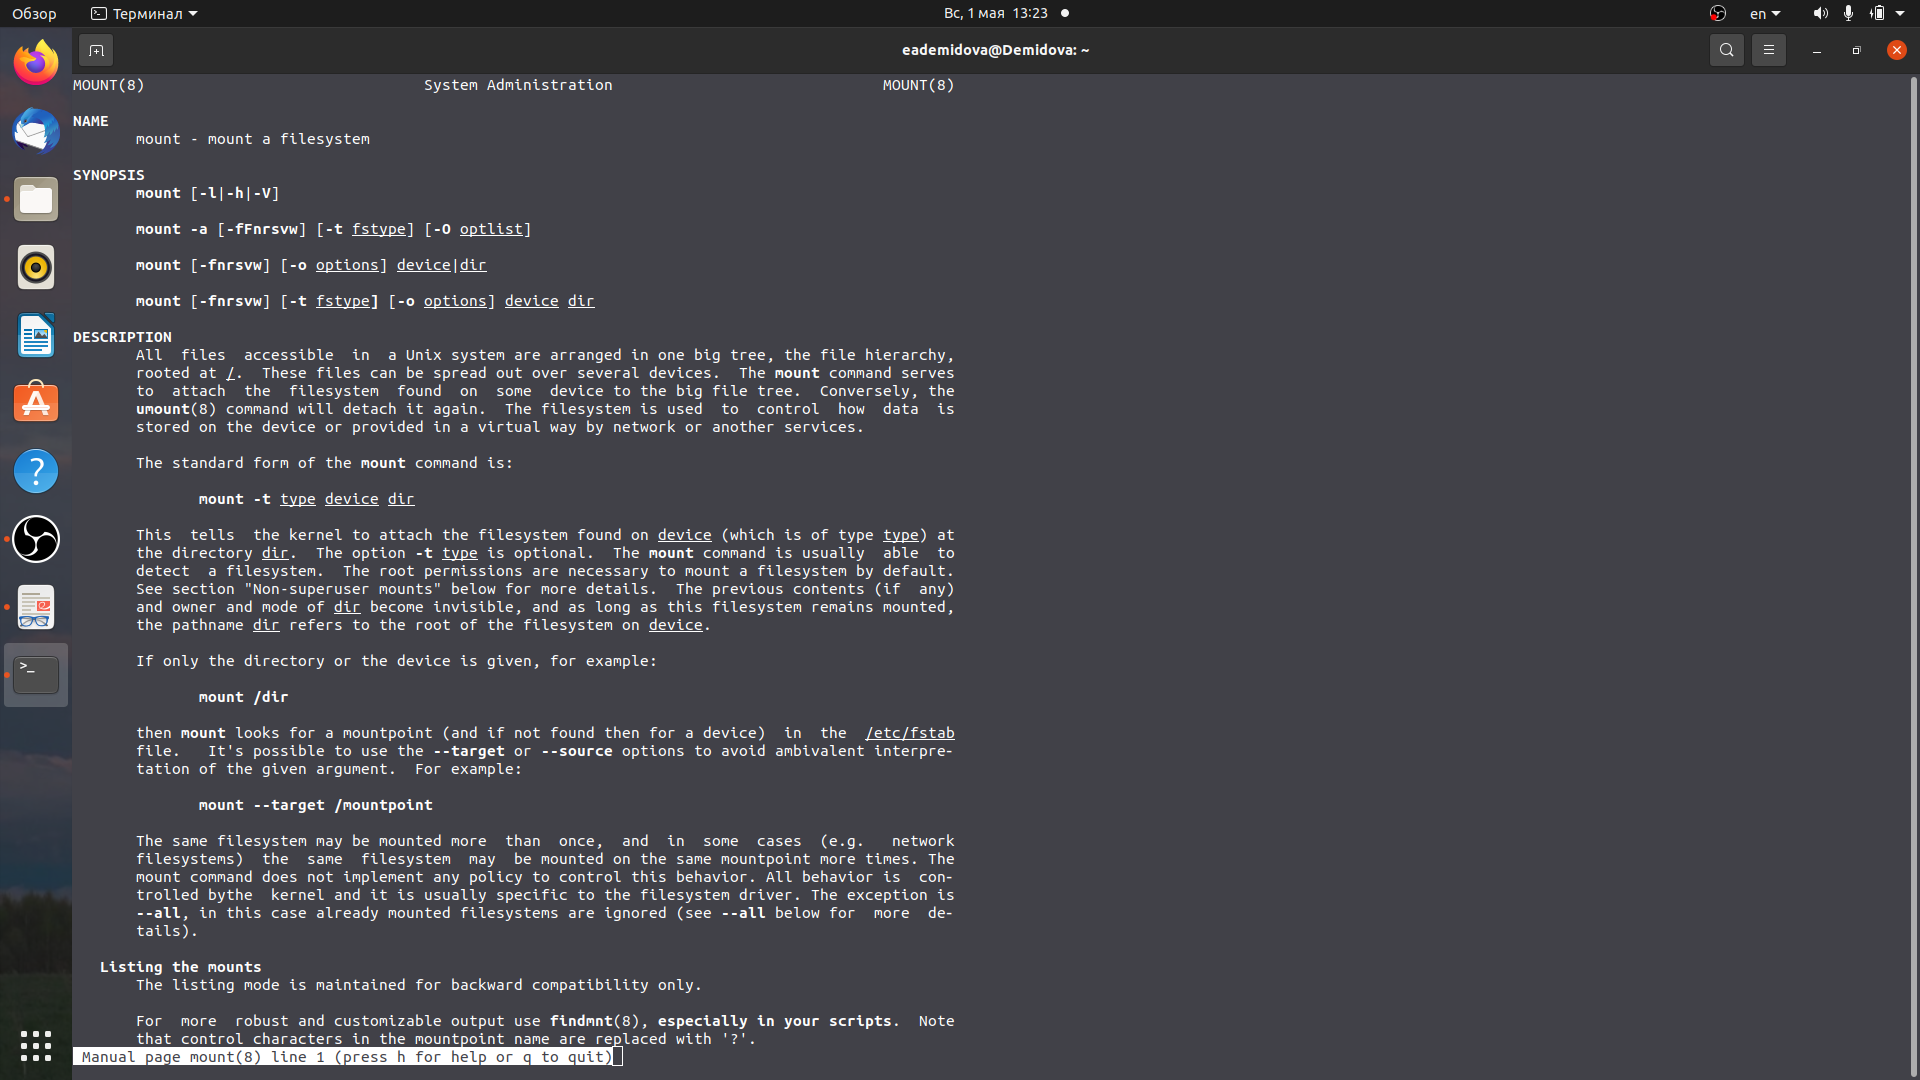 Обзор
Терминал
Вс, 1 мая 13:23
en
eademidova@Demidova: ~
MOUNT(8) System Administration MOUNT(8)
NAME
mount - mount a filesystem
SYNOPSIS
mount [-l|-h|-V]
mount -a [-fFnrsvw] [-t fstype] [-O optlist]
mount [-fnrsvw] [-o options] device|dir
mount [-fnrsvw] [-t fstype] [-o options] device dir
DESCRIPTION
All files accessible in a Unix system are arranged in one big tree, the file hierarchy,
rooted at /. These files can be spread out over several devices. The mount command serves
to attach the filesystem found on some device to the big file tree. Conversely, the
umount(8) command will detach it again. The filesystem is used to control how data is
stored on the device or provided in a virtual way by network or another services.
The standard form of the mount command is:
mount -t type device dir
This tells the kernel to attach the filesystem found on device (which is of type type) at
the directory dir. The option -t type is optional. The mount command is usually able to
detect a filesystem. The root permissions are necessary to mount a filesystem by default.
See section "Non-superuser mounts" below for more details. The previous contents (if any)
and owner and mode of dir become invisible, and as long as this filesystem remains mounted,
the pathname dir refers to the root of the filesystem on device.
If only the directory or the device is given, for example:
mount /dir
then mount looks for a mountpoint (and if not found then for a device) in the /etc/fstab
file. It's possible to use the --target or --source options to avoid ambivalent interpre-
tation of the given argument. For example:
mount --target /mountpoint
The same filesystem may be mounted more than once, and in some cases (e.g. network
filesystems) the same filesystem may be mounted on the same mountpoint more times. The
mount command does not implement any policy to control this behavior. All behavior is con-
trolled bythe kernel and it is usually specific to the filesystem driver. The exception is
--all, in this case already mounted filesystems are ignored (see --all below for more de-
tails).
Listing the mounts
The listing mode is maintained for backward compatibility only.
For more robust and customizable output use findmnt(8), especially in your scripts. Note
that control characters in the mountpoint name are replaced with '?'.
Manual page mount(8) line 1 (press h for help or q to quit)